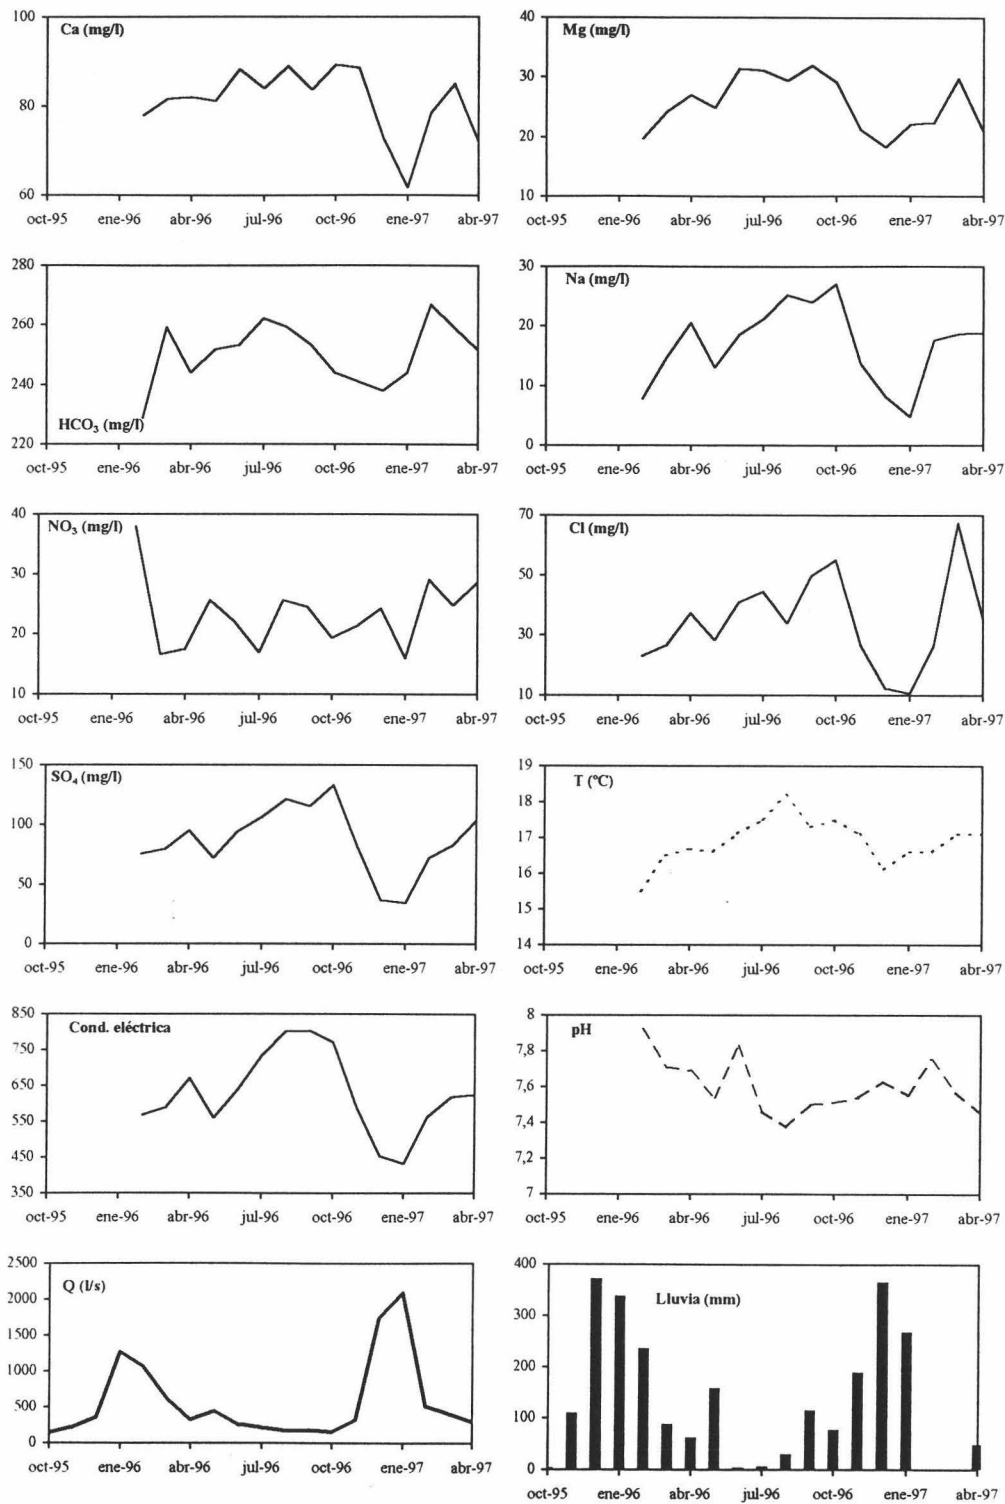 Ca (mg/l)
100
80
60
oct-95 ene-96 abr-96 jul-96 oct-96 ene-97 abr-97
Mg (mg/l)
40
30
20
10
oct-95 ene-96 abr-96 jul-96 oct-96 ene-97 abr-97
HCO₃ (mg/l)
280
260
240
220
oct-95 ene-96 abr-96 jul-96 oct-96 ene-97 abr-97
Na (mg/l)
30
20
10
0
oct-95 ene-96 abr-96 jul-96 oct-96 ene-97 abr-97
NO₃ (mg/l)
40
30
20
10
oct-95 ene-96 abr-96 jul-96 oct-96 ene-97 abr-97
Cl (mg/l)
70
50
30
10
oct-95 ene-96 abr-96 jul-96 oct-96 ene-97 abr-97
SO₄ (mg/l)
150
100
50
0
oct-95 ene-96 abr-96 jul-96 oct-96 ene-97 abr-97
T (ºC)
19
18
17
16
15
14
oct-95 ene-96 abr-96 jul-96 oct-96 ene-97 abr-97
Cond. eléctrica
850
750
650
550
450
350
oct-95 ene-96 abr-96 jul-96 oct-96 ene-97 abr-97
pH
8
7,8
7,6
7,4
7,2
7
oct-95 ene-96 abr-96 jul-96 oct-96 ene-97 abr-97
Q (l/s)
2500
2000
1500
1000
500
0
oct-95 ene-96 abr-96 jul-96 oct-96 ene-97 abr-97
Lluvia (mm)
400
300
200
100
0
oct-95 ene-96 abr-96 jul-96 oct-96 ene-97 abr-97